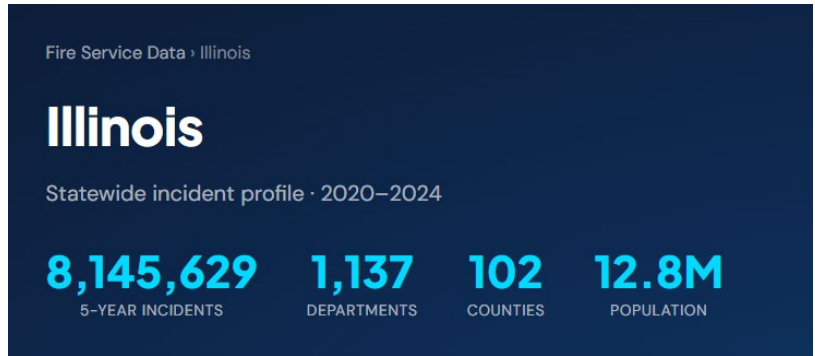 Fire Service Data › Illinois
Illinois
Statewide incident profile · 2020–2024
8,145,629 1,137 102 12.8M
5-YEAR INCIDENTS DEPARTMENTS COUNTIES POPULATION